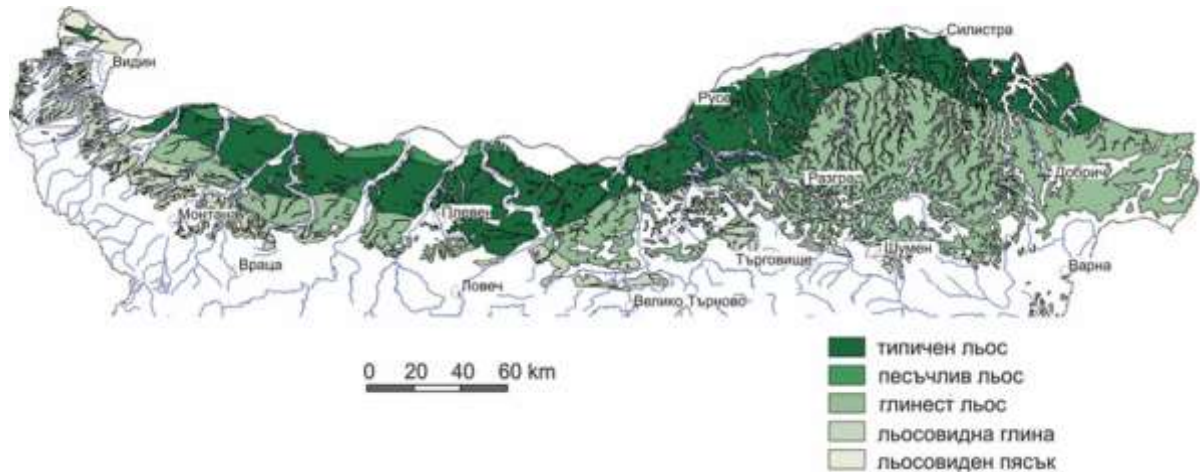 Силистра
Видин
Русе
Добрич
Разград
Монтана
Плевен
Шумен
Враца
Търговище
Варна
Ловеч
Велико Търново
типичен льос
0 20 40 60 km
песъчлив льос
глинест льос
льосовидна глина
льосовиден пясък